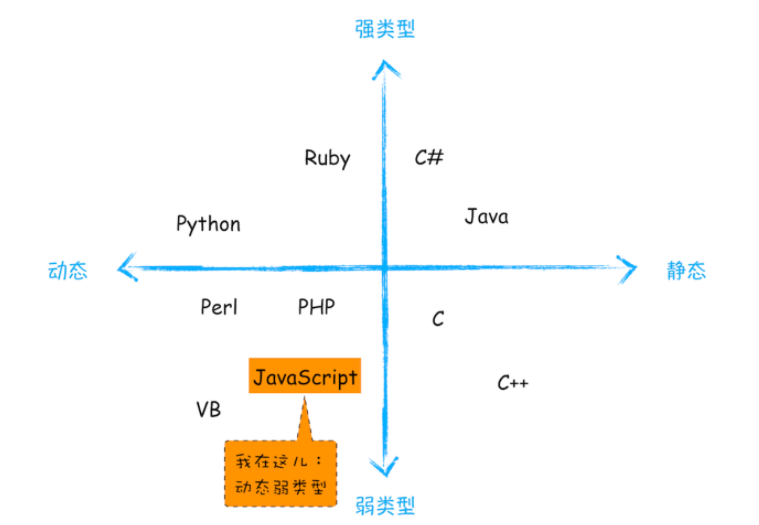 强类型
Ruby
C#
Python
Java
动态
静态
Perl
PHP
C
JavaScript
C++
VB
我在这儿：
动态弱类型
弱类型